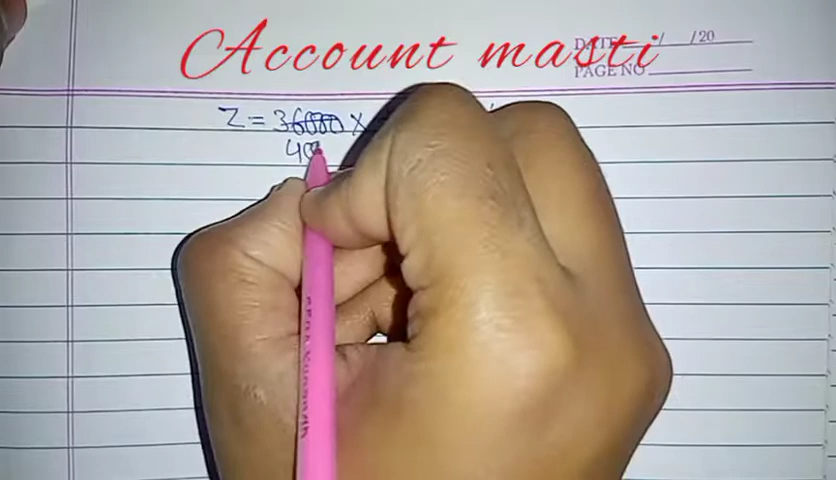 Account masti
DATE / /20
PAGE NO
Z = 36000 X
40